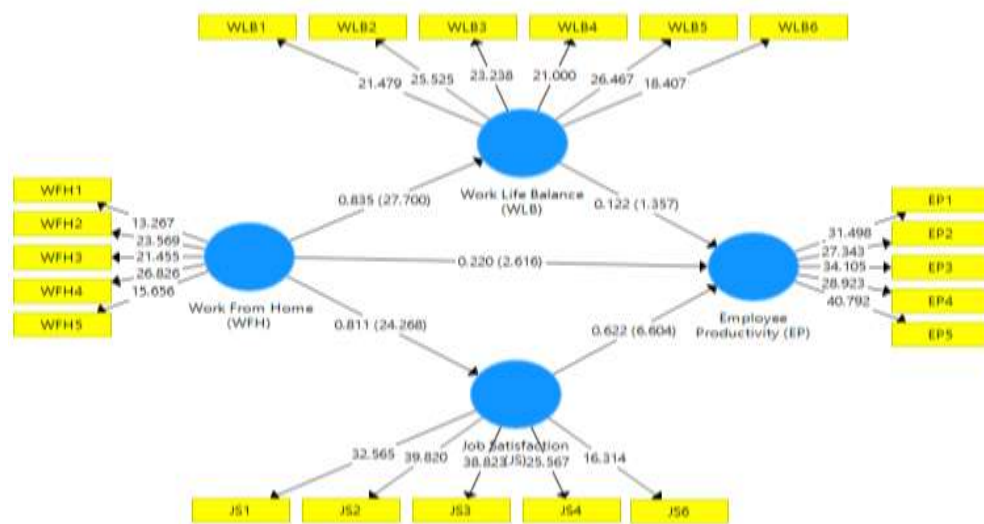 WLB1 WLB2 WLB3 WLB4 WLB5 WLB6
21.479 25.525 23.238 21.000 26.467 18.407
Work Life Balance
(WLB)
0.835 (27.700)
0.122 (1.357)
WFH1
WFH2
WFH3
WFH4
WFH5
13.267
23.569
21.455
26.826
15.656
Work From Home
(WFH)
0.220 (2.616)
EP1
EP2
EP3
EP4
EP5
31.498
27.343
34.105
28.923
40.792
Employee
Productivity (EP)
0.811 (24.268)
0.622 (6.604)
Job Satisfaction
(JS)
32.565 39.820 38.823 25.567 16.314
JS1 JS2 JS3 JS4 JS6